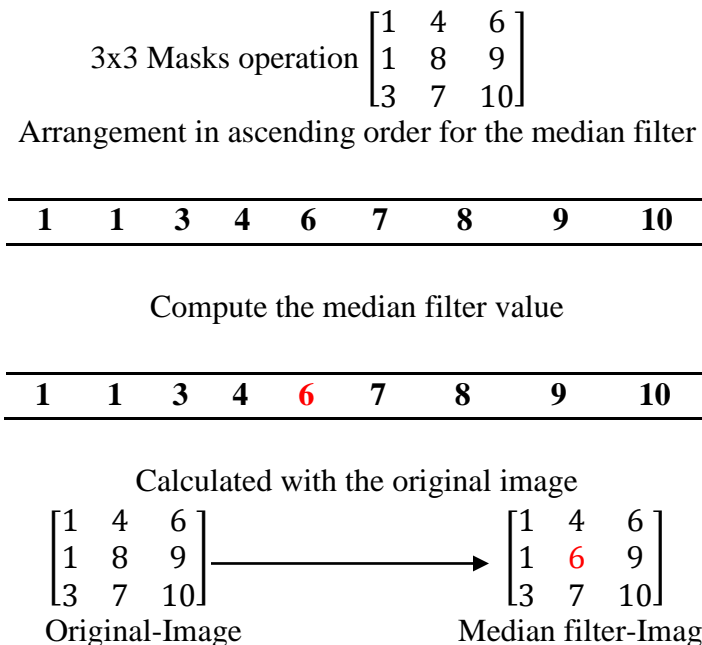 1 4 6
3x3 Masks operation 1 8 9
3 7 10
Arrangement in ascending order for the median filter
1 1 3 4 6 7 8 9 10
Compute the median filter value
1 1 3 4 6 7 8 9 10
Calculated with the original image
1 4 6 1 4 6
1 8 9 1 6 9
3 7 10 3 7 10
Original-Image Median filter-Imag